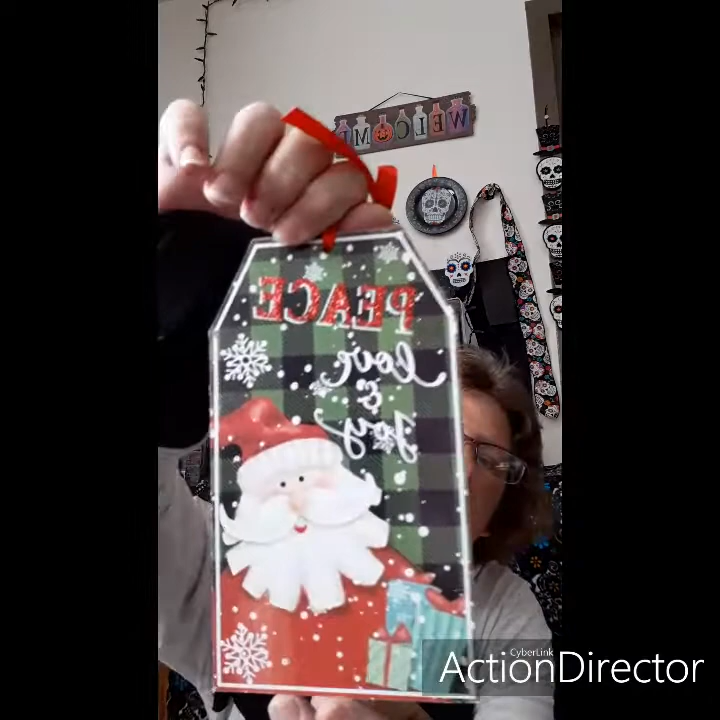 WELCOME
PEACE
love
&
joy
CyberLink
ActionDirector